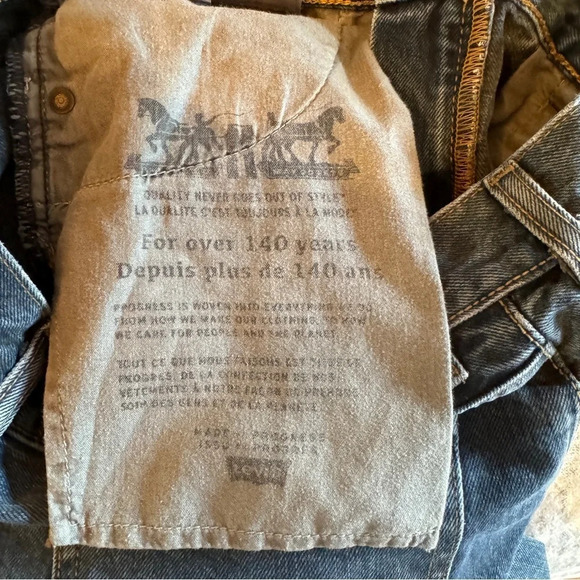 QUALITY NEVER GOES OUT OF STYLE®
LA QUALITE C'EST TOUJOURS A LA MODE®
For over 140 years
Depuis plus de 140 ans
PROGRESS IS WOVEN INTO EVERYTHING WE DO
FROM HOW WE MAKE OUR CLOTHING, TO HOW
WE CARE FOR PEOPLE AND THE PLANET.
TOUT CE QUE NOUS FAISONS EST
PROGRES DE LA CONFECTION DE NOS
VETEMENTS A NOTRE FACON DE PRENDRE
SOIN DES GENS ET DE LA PLANETE.
MADE PROGRESS
LEVI'S